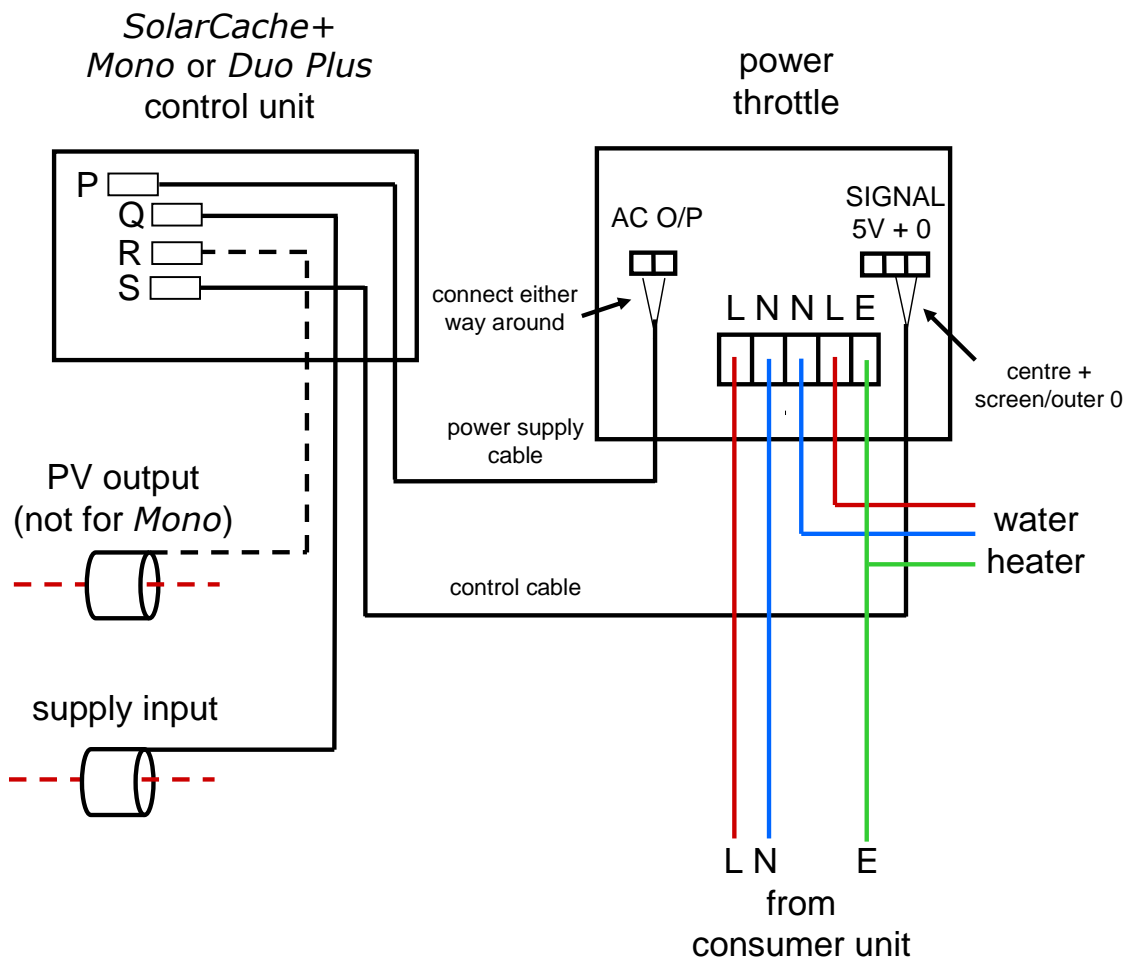 SolarCache+
Mono or Duo Plus
control unit
power
throttle
P
Q
R
S
AC O/P
SIGNAL
5V + 0
connect either
way around
L N N L E
centre +
screen/outer 0
power supply
cable
PV output
(not for Mono)
water
heater
control cable
supply input
L N E
from
consumer unit